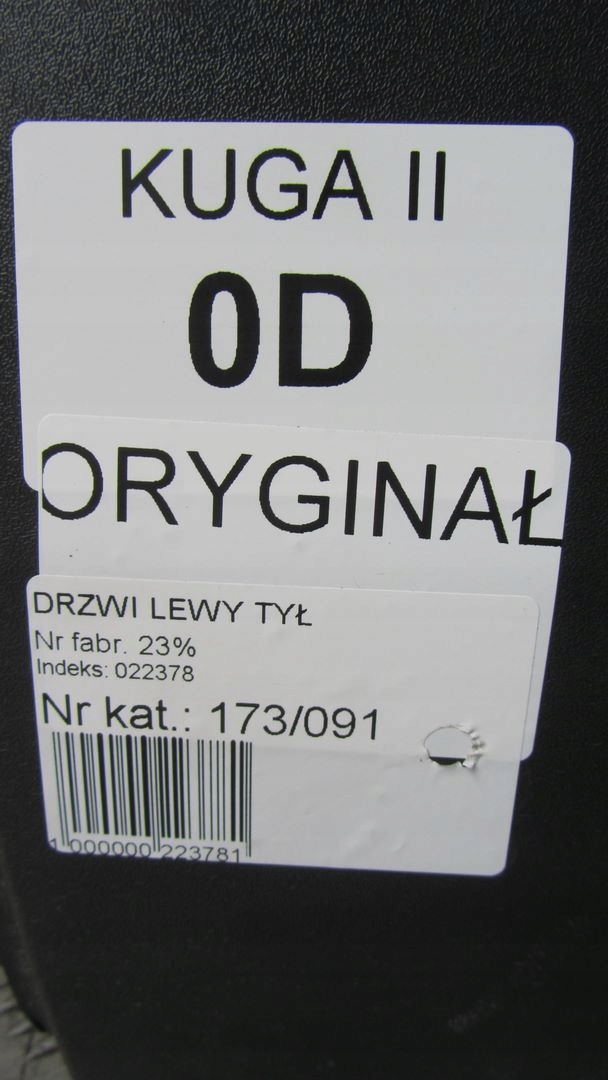 KUGA II
0D
ORYGINAŁ
DRZWI LEWY TYŁ
Nr fabr. 23%
Indeks: 022378
Nr kat.: 173/091
1 000000 223781